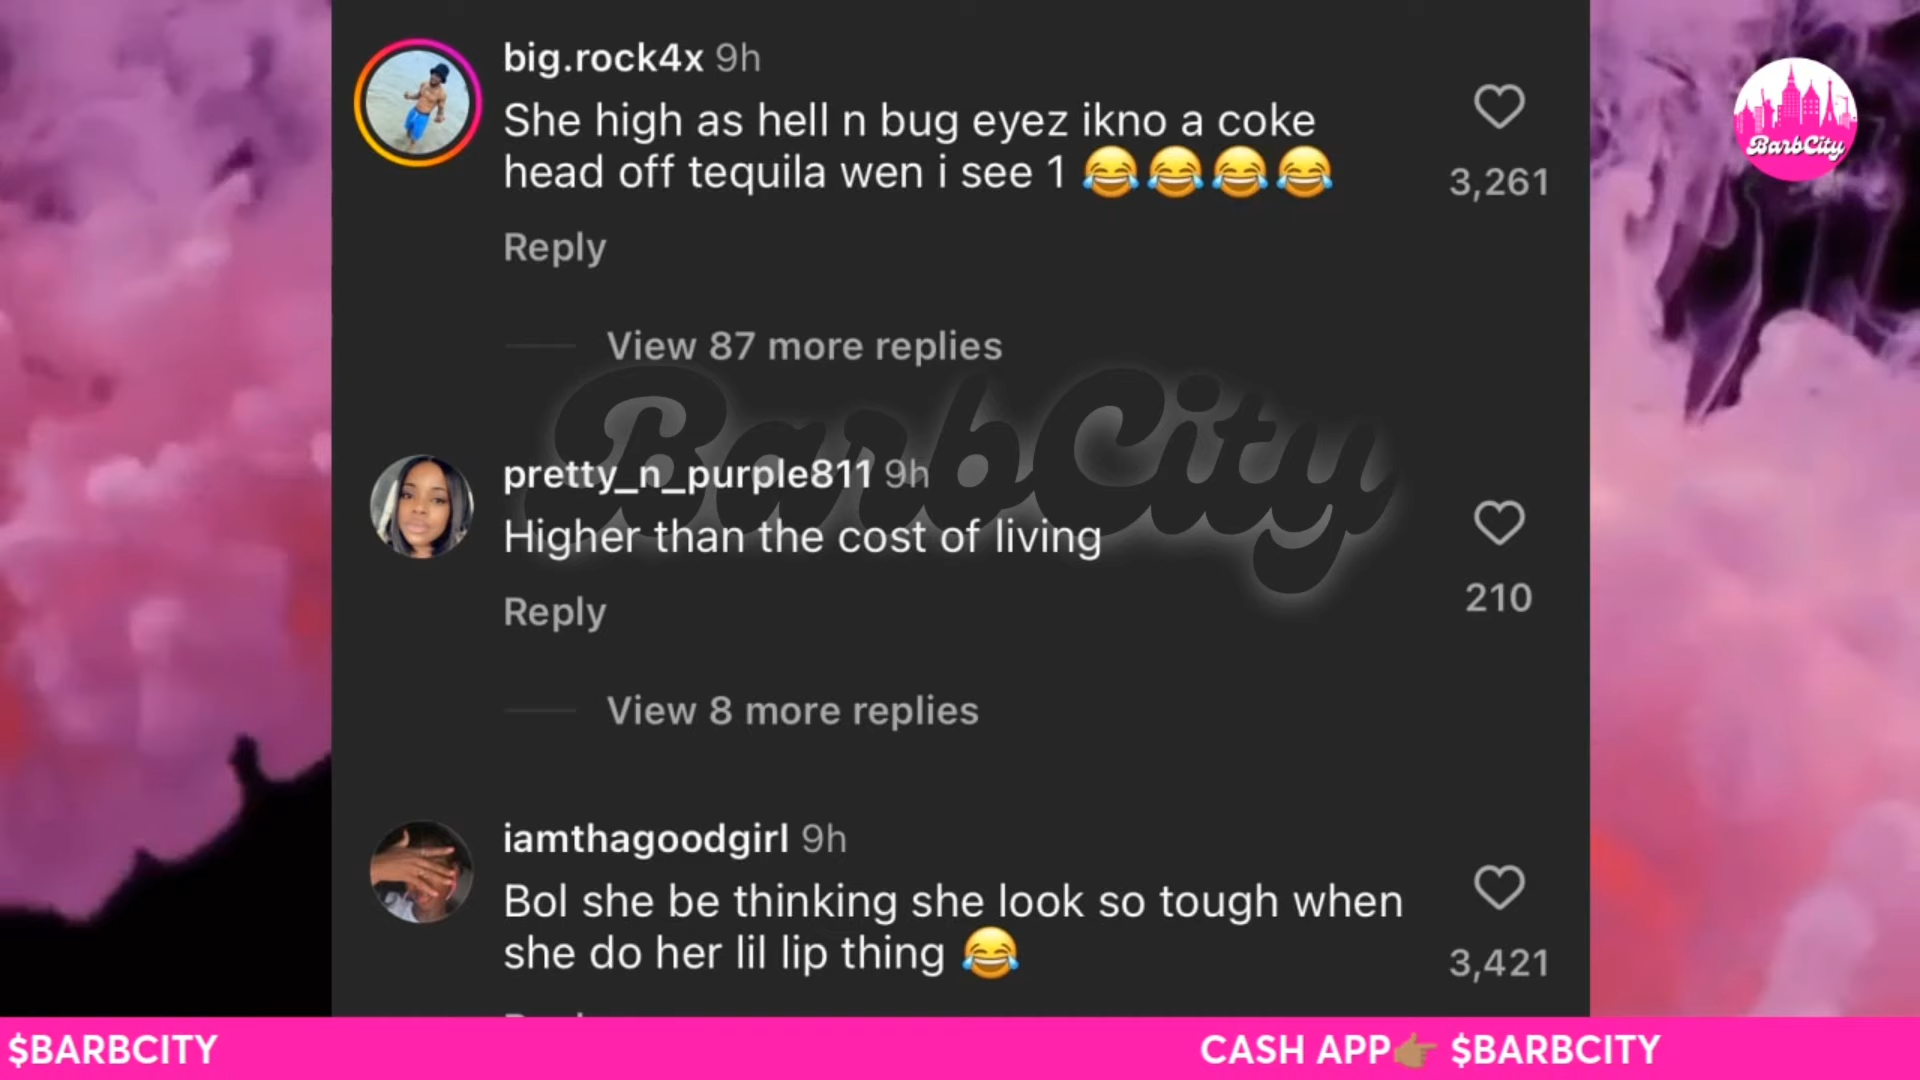 big.rock4x 9h
She high as hell n bug eyez ikno a coke
head off tequila wen i see 1 😂😂😂😂
3,261
Reply
View 87 more replies
BarbCity
BarbCity
pretty_n_purple811 9h
Higher than the cost of living
210
Reply
View 8 more replies
iamthagoodgirl 9h
Bol she be thinking she look so tough when
she do her lil lip thing 😂
3,421
$BARBCITY
CASH APP👉🏽 $BARBCITY